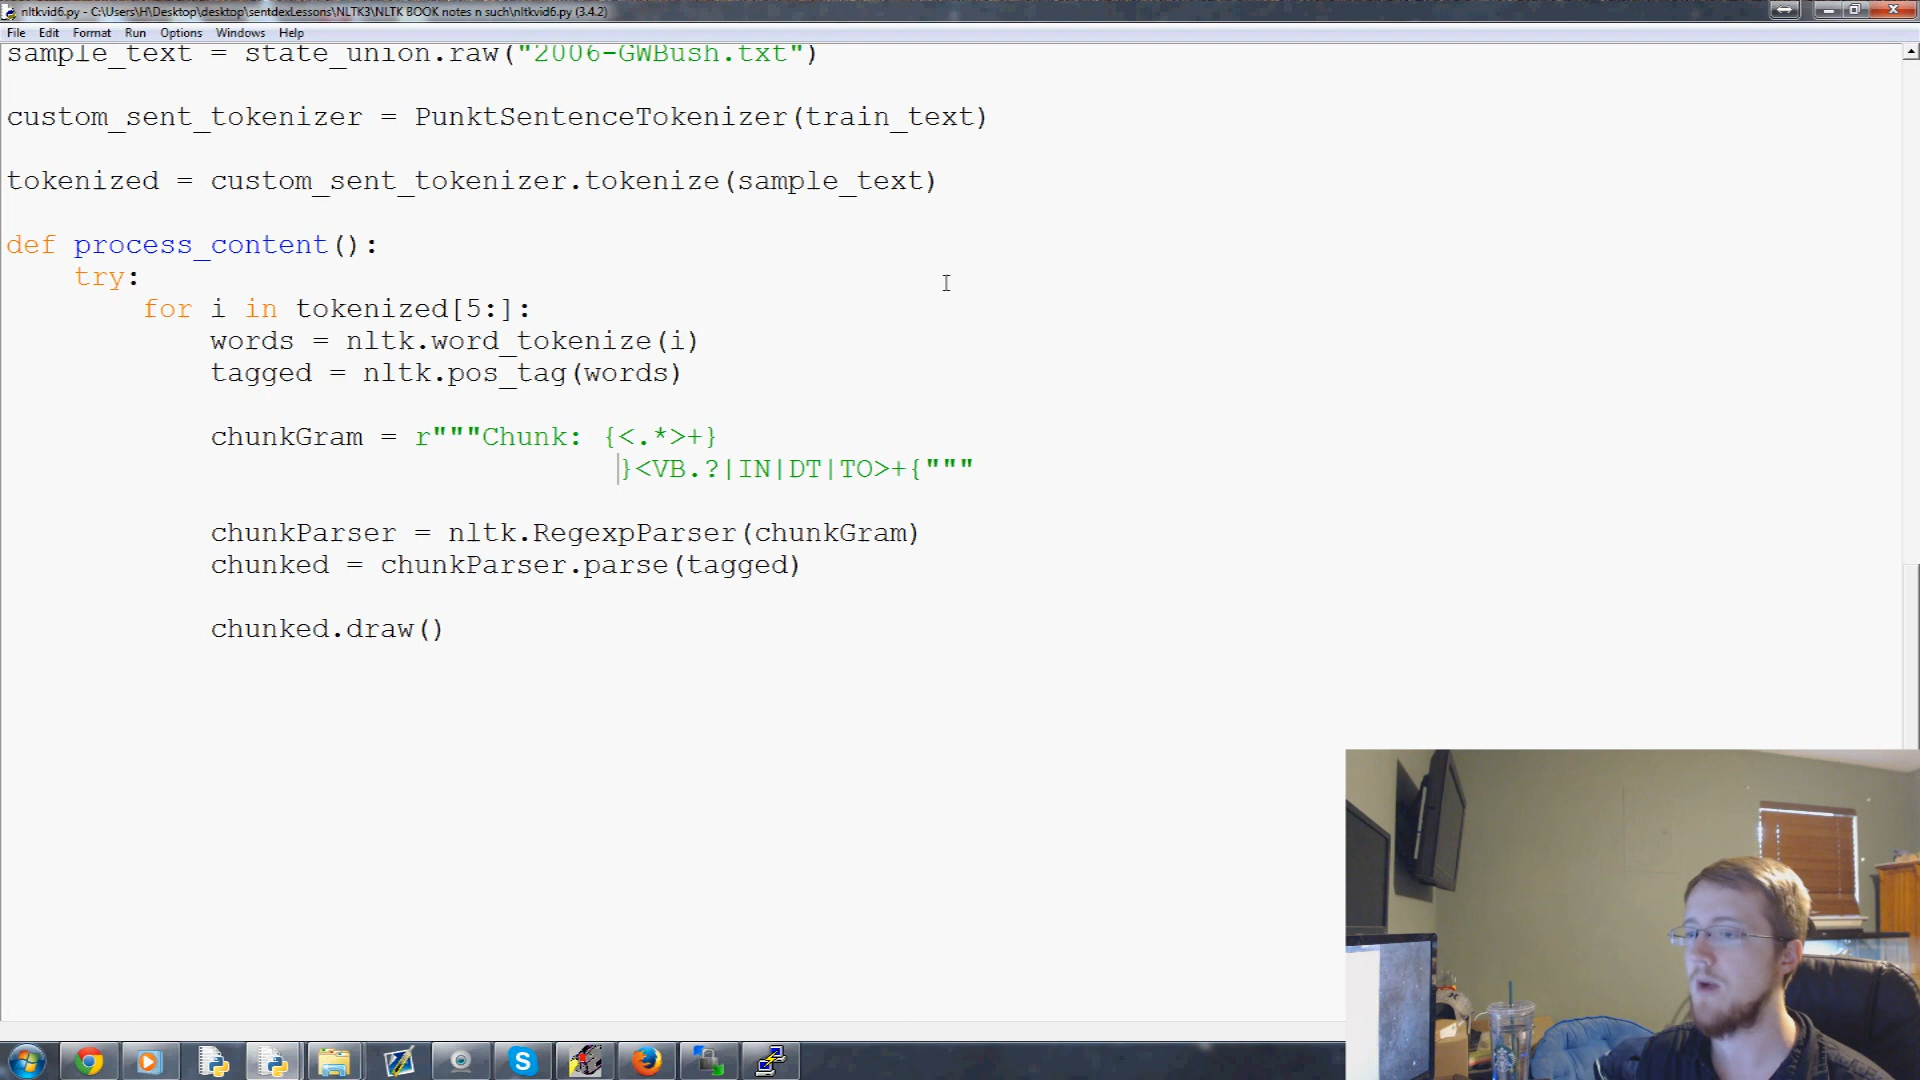 nltkvid6.py - C:\Users\H\Desktop\desktop\sentdexLessons\NLTK3\NLTK BOOK notes n such\nltkvid6.py (3.4.2)
File Edit Format Run Options Windows Help
sample_text = state_union.raw("2006-GWBush.txt")
custom_sent_tokenizer = PunktSentenceTokenizer(train_text)
tokenized = custom_sent_tokenizer.tokenize(sample_text)
def process_content():
    try:
        for i in tokenized[5:]:
            words = nltk.word_tokenize(i)
            tagged = nltk.pos_tag(words)
            chunkGram = r"""Chunk: {<.*>+}
                                    }<VB.?|IN|DT|TO>+{"""
            chunkParser = nltk.RegexpParser(chunkGram)
            chunked = chunkParser.parse(tagged)
            chunked.draw()